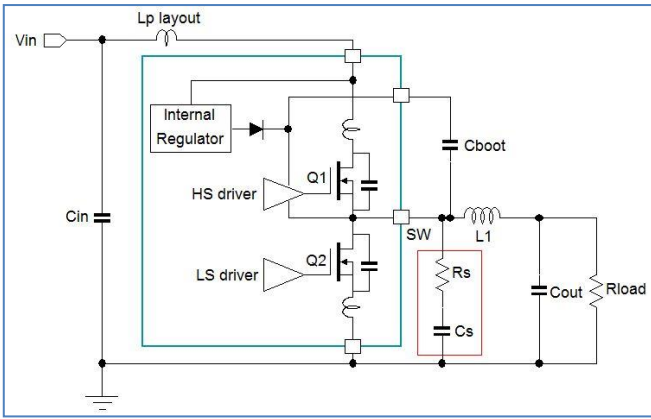 Lp layout
Vin
Internal
Regulator
Cboot
Q1
HS driver
Cin
SW
L1
Q2
LS driver
Rs
Cout
Rload
Cs